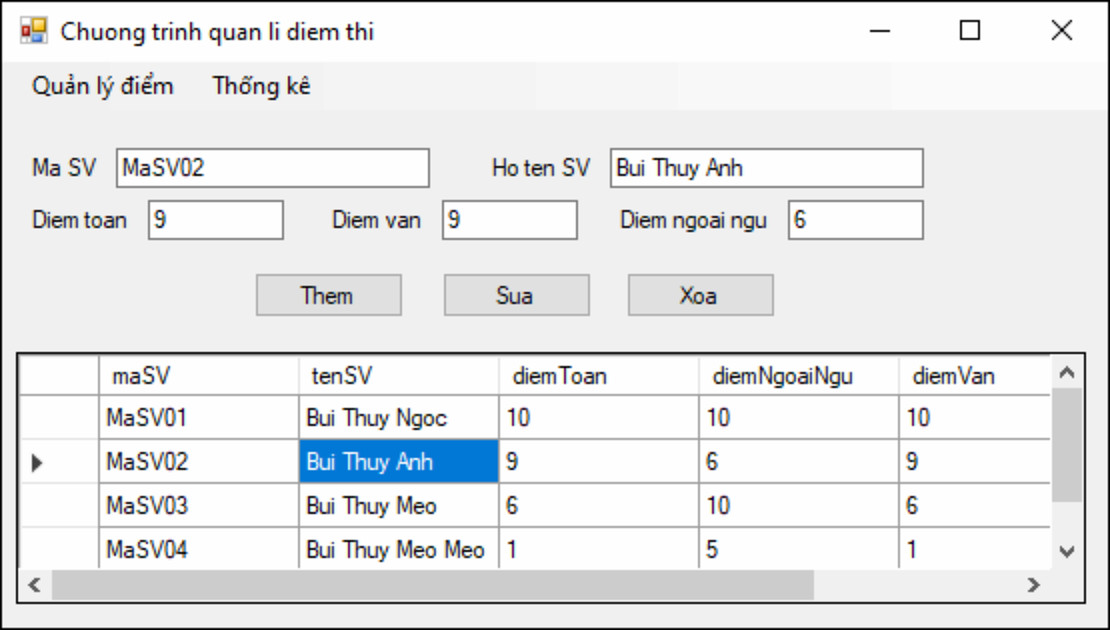 Chuong trinh quan li diem thi
Quản lý điểm Thống kê
Ma SV MaSV02 Ho ten SV Bui Thuy Anh
Diem toan 9 Diem van 9 Diem ngoai ngu 6
Them Sua Xoa
maSV tenSV diemToan diemNgoaiNgu diemVan
MaSV01 Bui Thuy Ngoc 10 10 10
MaSV02 Bui Thuy Anh 9 6 9
MaSV03 Bui Thuy Meo 6 10 6
MaSV04 Bui Thuy Meo Meo 1 5 1